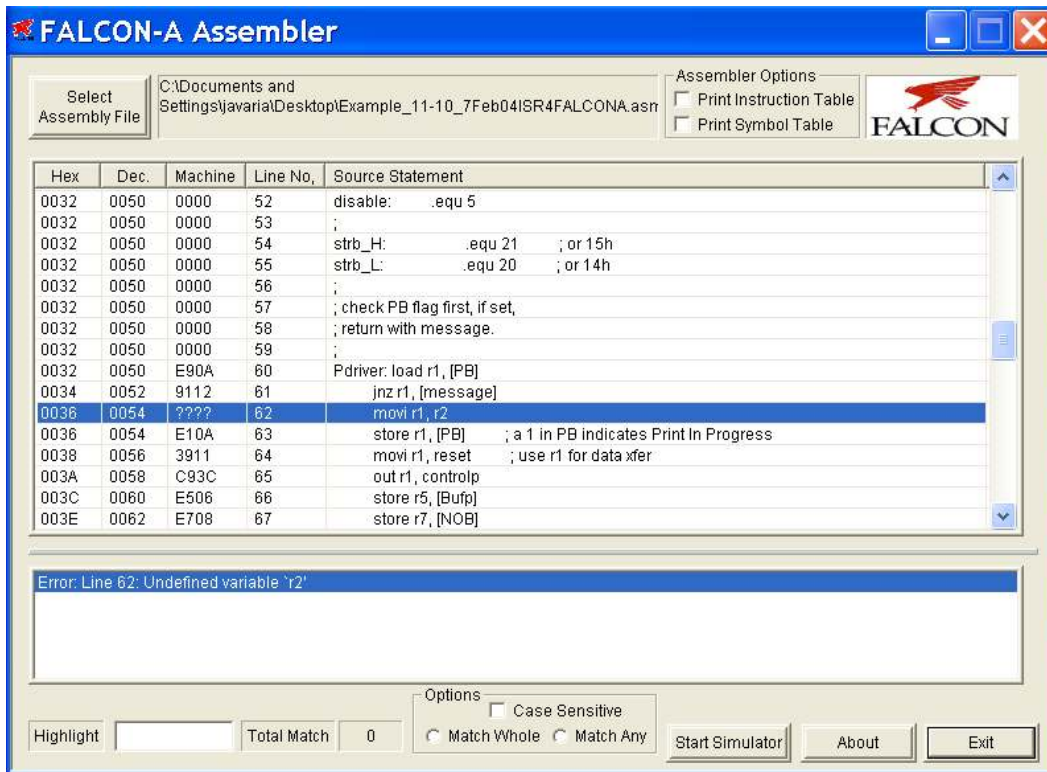 FALCON-A Assembler
Select
Assembly File
C:\Documents and
Settings\javaria\Desktop\Example_11-10_7Feb04ISR4FALCONA.asm
Assembler Options
Print Instruction Table
Print Symbol Table
FALCON
Hex Dec. Machine Line No, Source Statement
0032 0050 0000 52 disable: .equ 5
0032 0050 0000 53 ;
0032 0050 0000 54 strb_H: .equ 21 ; or 15h
0032 0050 0000 55 strb_L: .equ 20 ; or 14h
0032 0050 0000 56 ;
0032 0050 0000 57 ; check PB flag first, if set,
0032 0050 0000 58 ; return with message.
0032 0050 0000 59 ;
0032 0050 E90A 60 Pdriver: load r1, [PB]
0034 0052 9112 61 jnz r1, [message]
0036 0054 ???? 62 movi r1, r2
0036 0054 E10A 63 store r1, [PB] ; a 1 in PB indicates Print In Progress
0038 0056 3911 64 movi r1, reset ; use r1 for data xfer
003A 0058 C93C 65 out r1, controlp
003C 0060 E506 66 store r5, [Bufp]
003E 0062 E708 67 store r7, [NOB]
Error: Line 62: Undefined variable `r2'
Options
Case Sensitive
Highlight Total Match 0 Match Whole Match Any Start Simulator About Exit